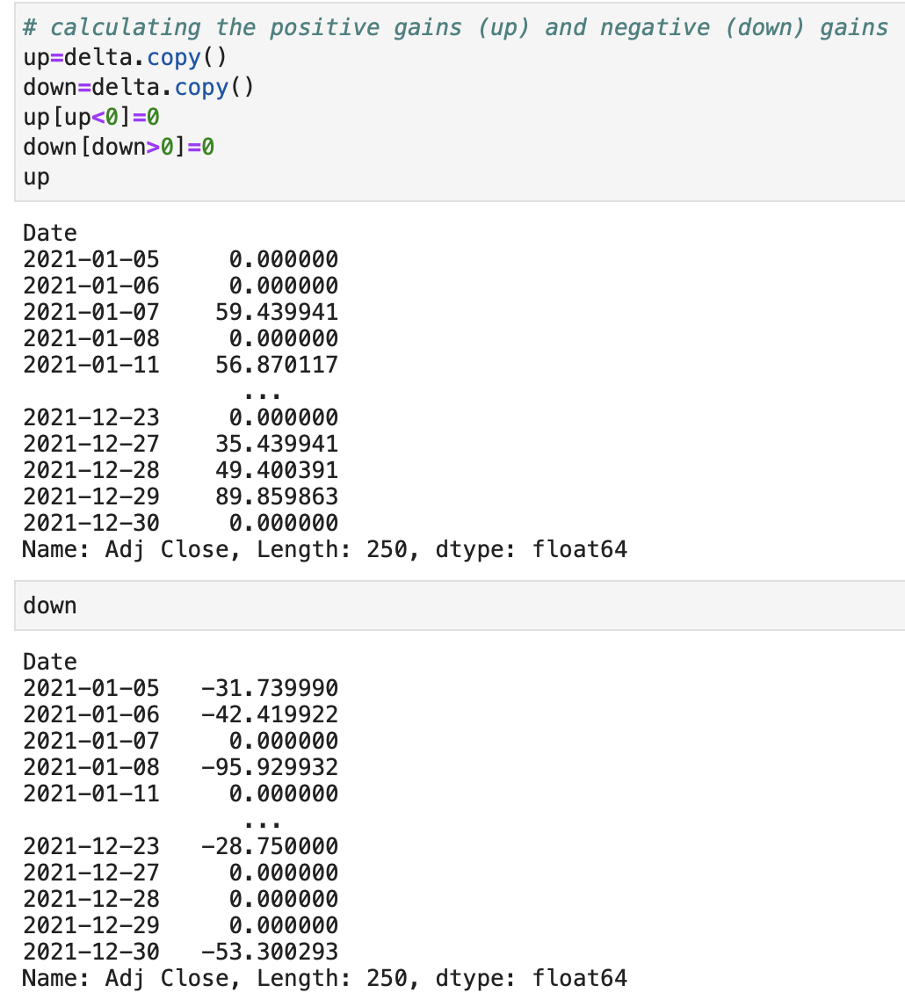 # calculating the positive gains (up) and negative (down) gains
up=delta.copy()
down=delta.copy()
up[up<0]=0
down[down>0]=0
up
Date
2021-01-05     0.000000
2021-01-06     0.000000
2021-01-07    59.439941
2021-01-08     0.000000
2021-01-11    56.870117
...
2021-12-23     0.000000
2021-12-27    35.439941
2021-12-28    49.400391
2021-12-29    89.859863
2021-12-30     0.000000
Name: Adj Close, Length: 250, dtype: float64
down
Date
2021-01-05   -31.739990
2021-01-06   -42.419922
2021-01-07     0.000000
2021-01-08   -95.929932
2021-01-11     0.000000
...
2021-12-23   -28.750000
2021-12-27     0.000000
2021-12-28     0.000000
2021-12-29     0.000000
2021-12-30   -53.300293
Name: Adj Close, Length: 250, dtype: float64